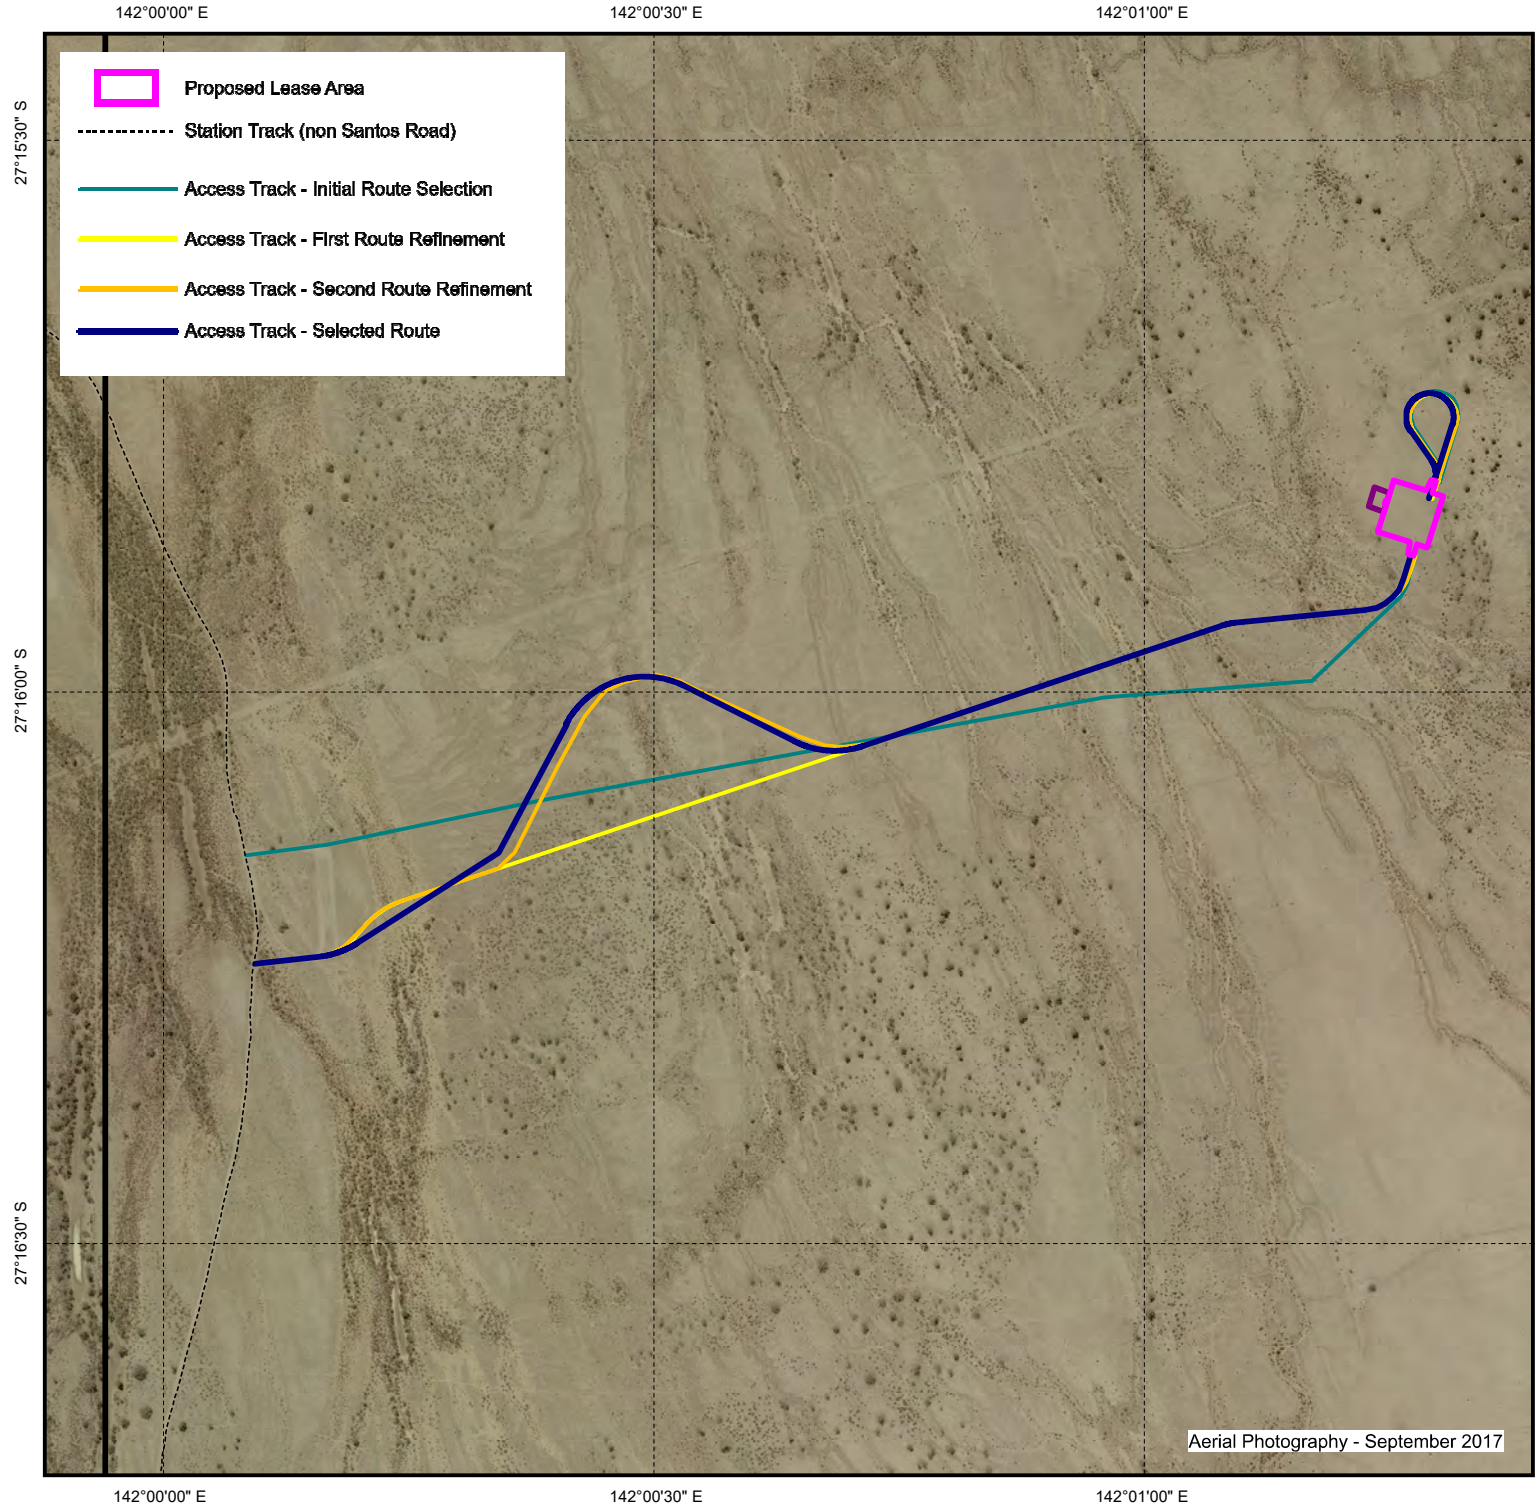 142°00'00" E
142°00'30" E
142°01'00" E
27°15'30" S
Proposed Lease Area
Station Track (non Santos Road)
Access Track - Initial Route Selection
Access Track - First Route Refinement
Access Track - Second Route Refinement
Access Track - Selected Route
27°16'00" S
27°16'30" S
Aerial Photography - September 2017
142°00'00" E
142°00'30" E
142°01'00" E